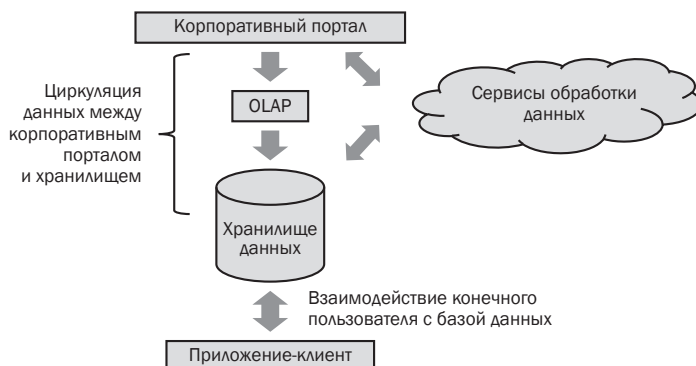 Корпоративный портал
Циркуляция
данных между
корпоративным
порталом
и хранилищем
OLAP
Сервисы обработки
данных
Хранилище
данных
Взаимодействие конечного
пользователя с базой данных
Приложение-клиент